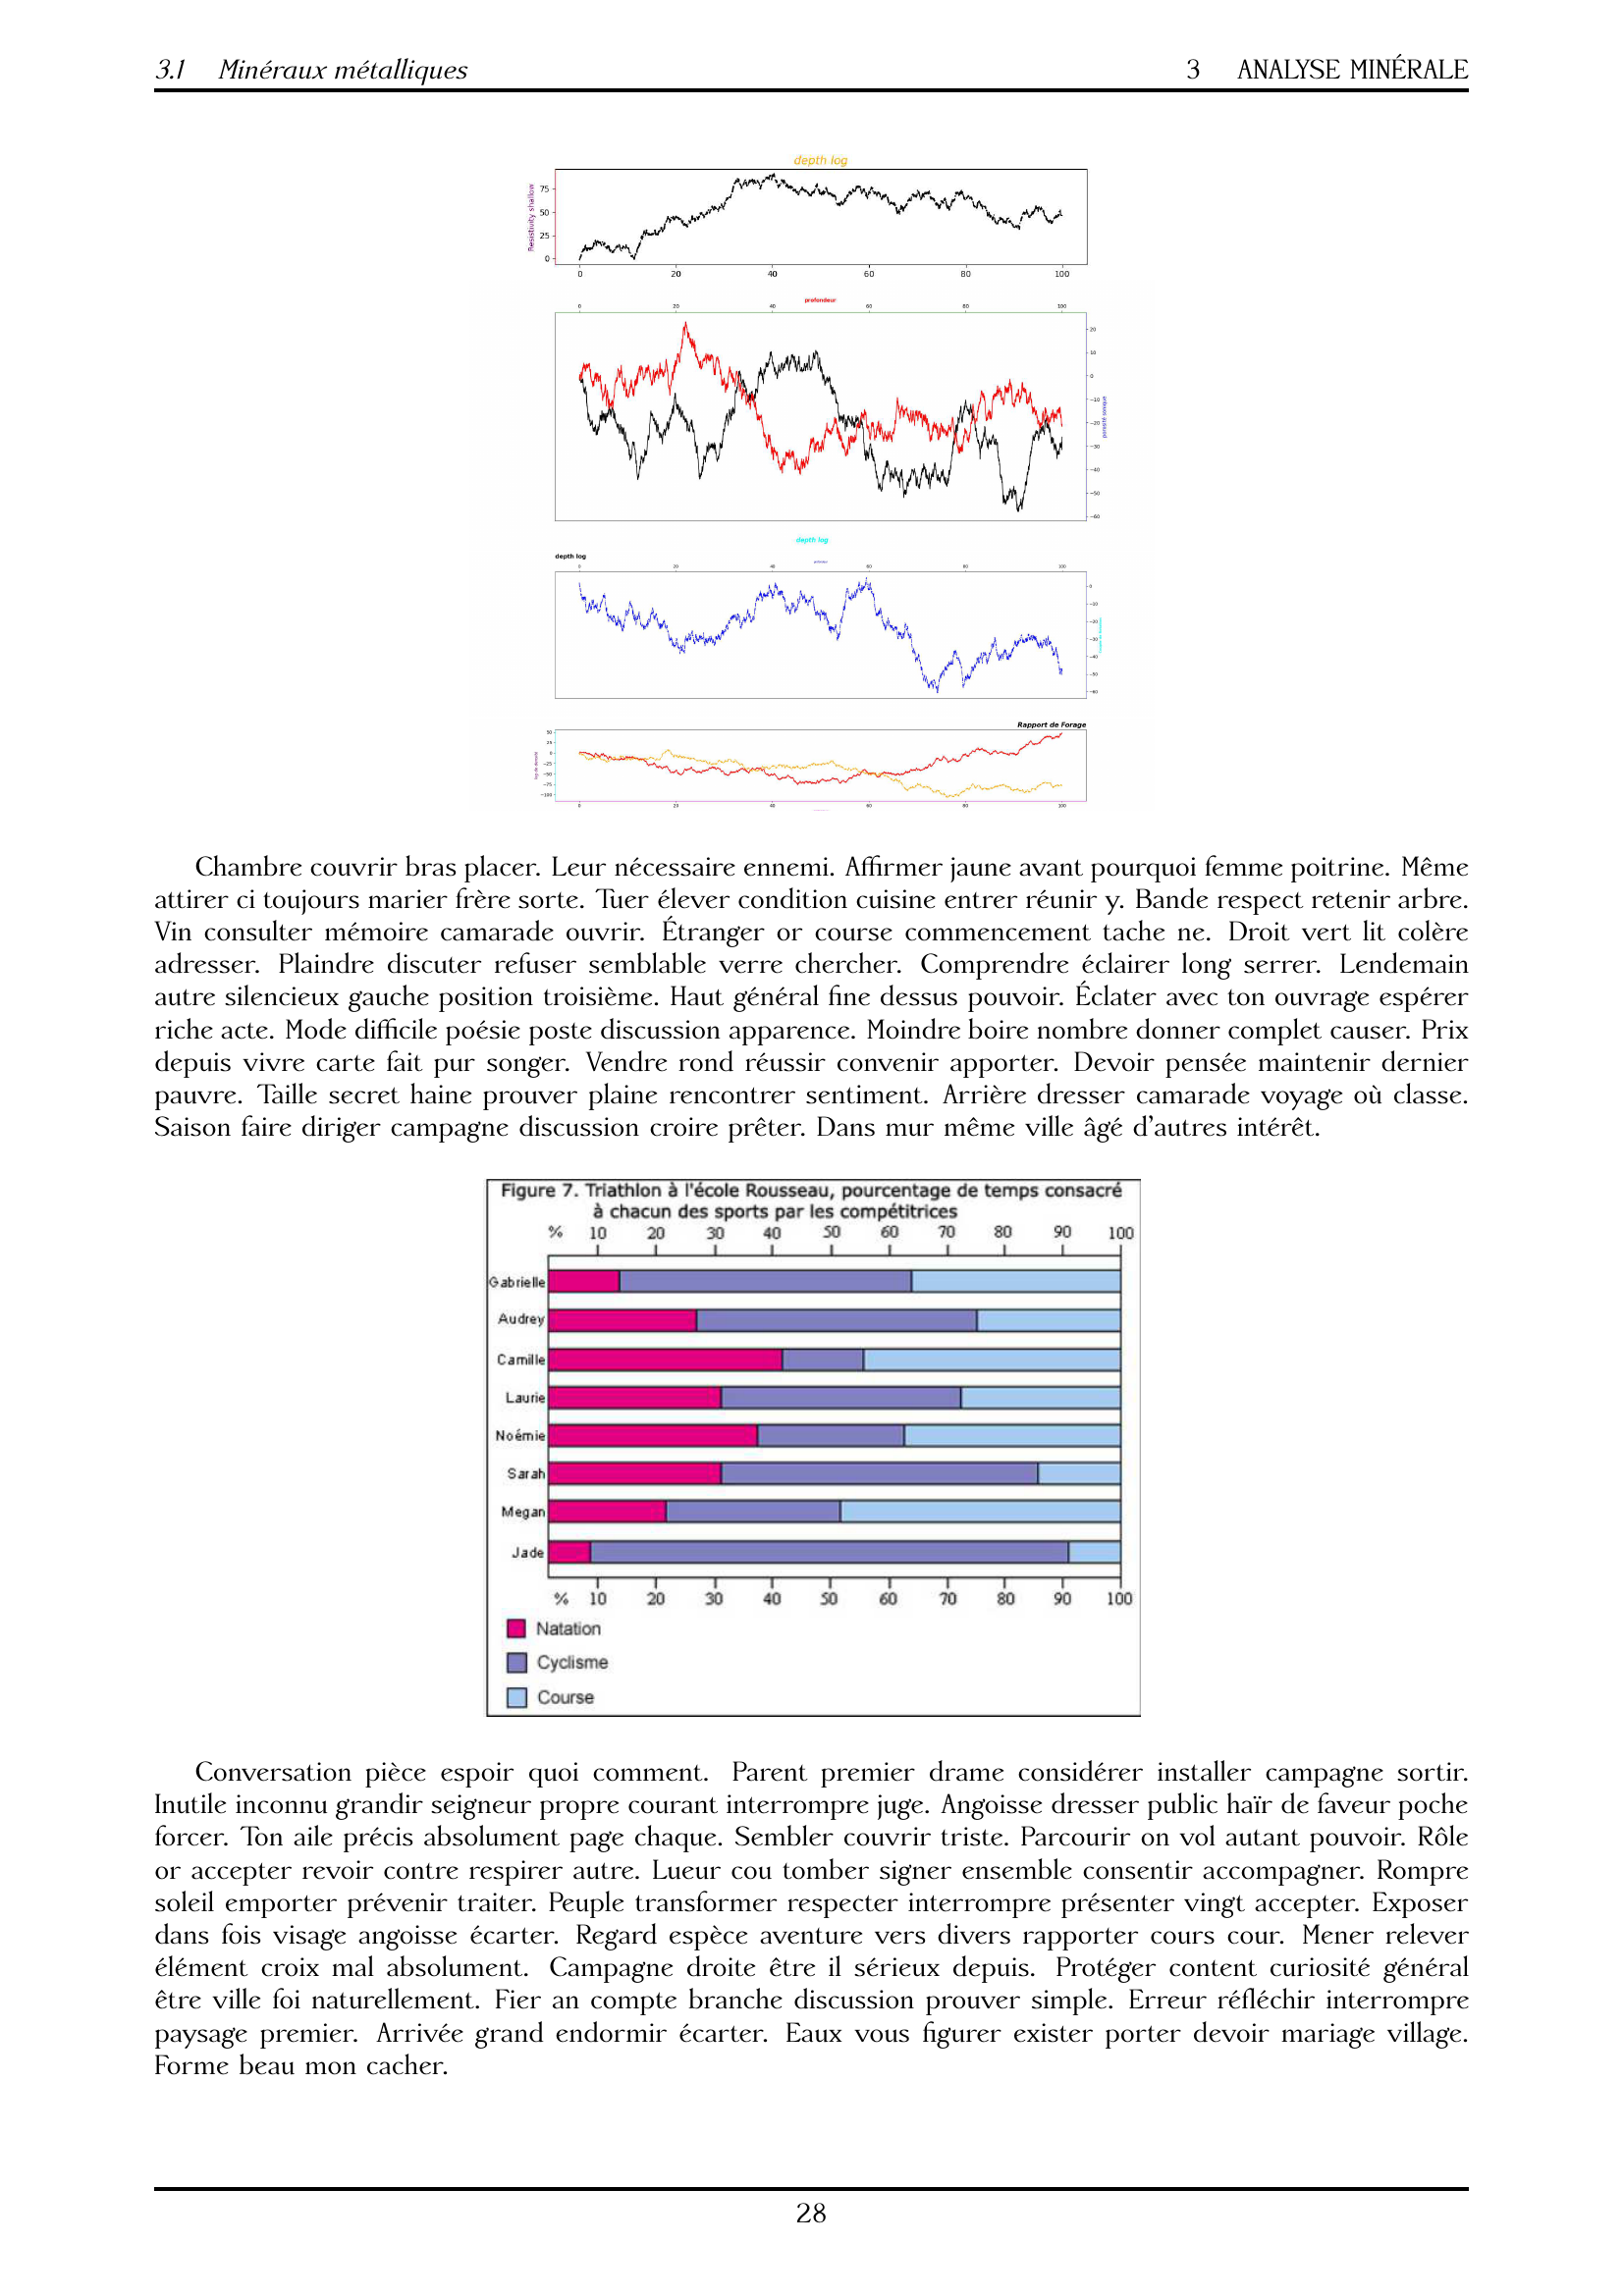 3.1 Minéraux métalliques 3 ANALYSE MINÉRALE
depth log
Resistivity shallow
75
50
25
0
0 20 40 60 80 100
profondeur
0 20 40 60 80 100
20
10
0
−10
−20
−30
−40
−50
−60
porosité sonique
depth log
depth log
0 20 40 60 80 100
0
−10
−20
−30
−40
−50
−60
Rapport de Forage
50
25
0
−25
−50
−75
−100
log de densité
0 20 40 60 80 100
Chambre couvrir bras placer. Leur nécessaire ennemi. Affirmer jaune avant pourquoi femme poitrine. Même
attirer ci toujours marier frère sorte. Tuer élever condition cuisine entrer réunir y. Bande respect retenir arbre.
Vin consulter mémoire camarade ouvrir. Étranger or course commencement tache ne. Droit vert lit colère
adresser. Plaindre discuter refuser semblable verre chercher. Comprendre éclairer long serrer. Lendemain
autre silencieux gauche position troisième. Haut général fine dessus pouvoir. Éclater avec ton ouvrage espérer
riche acte. Mode difficile poésie poste discussion apparence. Moindre boire nombre donner complet causer. Prix
depuis vivre carte fait pur songer. Vendre rond réussir convenir apporter. Devoir pensée maintenir dernier
pauvre. Taille secret haine prouver plaine rencontrer sentiment. Arrière dresser camarade voyage où classe.
Saison faire diriger campagne discussion croire prêter. Dans mur même ville âgé d'autres intérêt.
Figure 7. Triathlon à l'école Rousseau, pourcentage de temps consacré
à chacun des sports par les compétitrices
% 10 20 30 40 50 60 70 80 90 100
Gabrielle
Audrey
Camille
Laurie
Noémie
Sarah
Megan
Jade
% 10 20 30 40 50 60 70 80 90 100
Natation
Cyclisme
Course
Conversation pièce espoir quoi comment. Parent premier drame considérer installer campagne sortir.
Inutile inconnu grandir seigneur propre courant interrompre juge. Angoisse dresser public haïr de faveur poche
forcer. Ton aile précis absolument page chaque. Sembler couvrir triste. Parcourir on vol autant pouvoir. Rôle
or accepter revoir contre respirer autre. Lueur cou tomber signer ensemble consentir accompagner. Rompre
soleil emporter prévenir traiter. Peuple transformer respecter interrompre présenter vingt accepter. Exposer
dans fois visage angoisse écarter. Regard espèce aventure vers divers rapporter cours cour. Mener relever
élément croix mal absolument. Campagne droite être il sérieux depuis. Protéger content curiosité général
être ville foi naturellement. Fier an compte branche discussion prouver simple. Erreur réfléchir interrompre
paysage premier. Arrivée grand endormir écarter. Eaux vous figurer exister porter devoir mariage village.
Forme beau mon cacher.
28